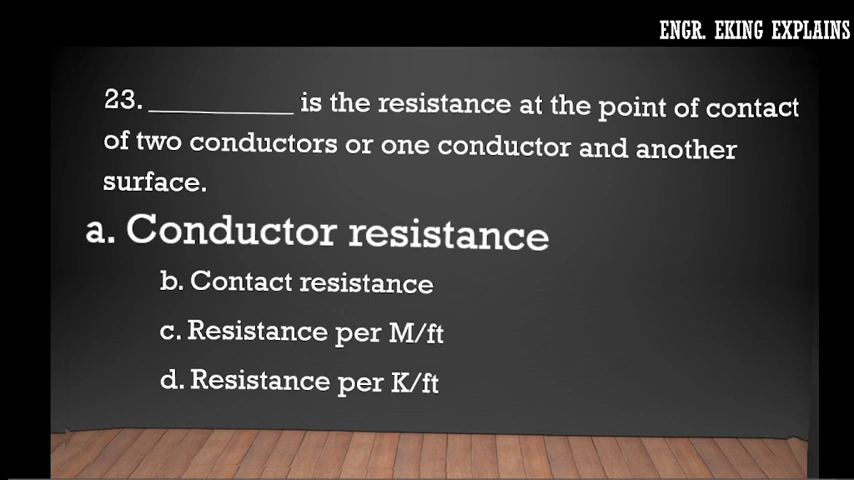 ENGR. EKING EXPLAINS
23. __________ is the resistance at the point of contact
of two conductors or one conductor and another
surface.
a. Conductor resistance
b. Contact resistance
c. Resistance per M/ft
d. Resistance per K/ft